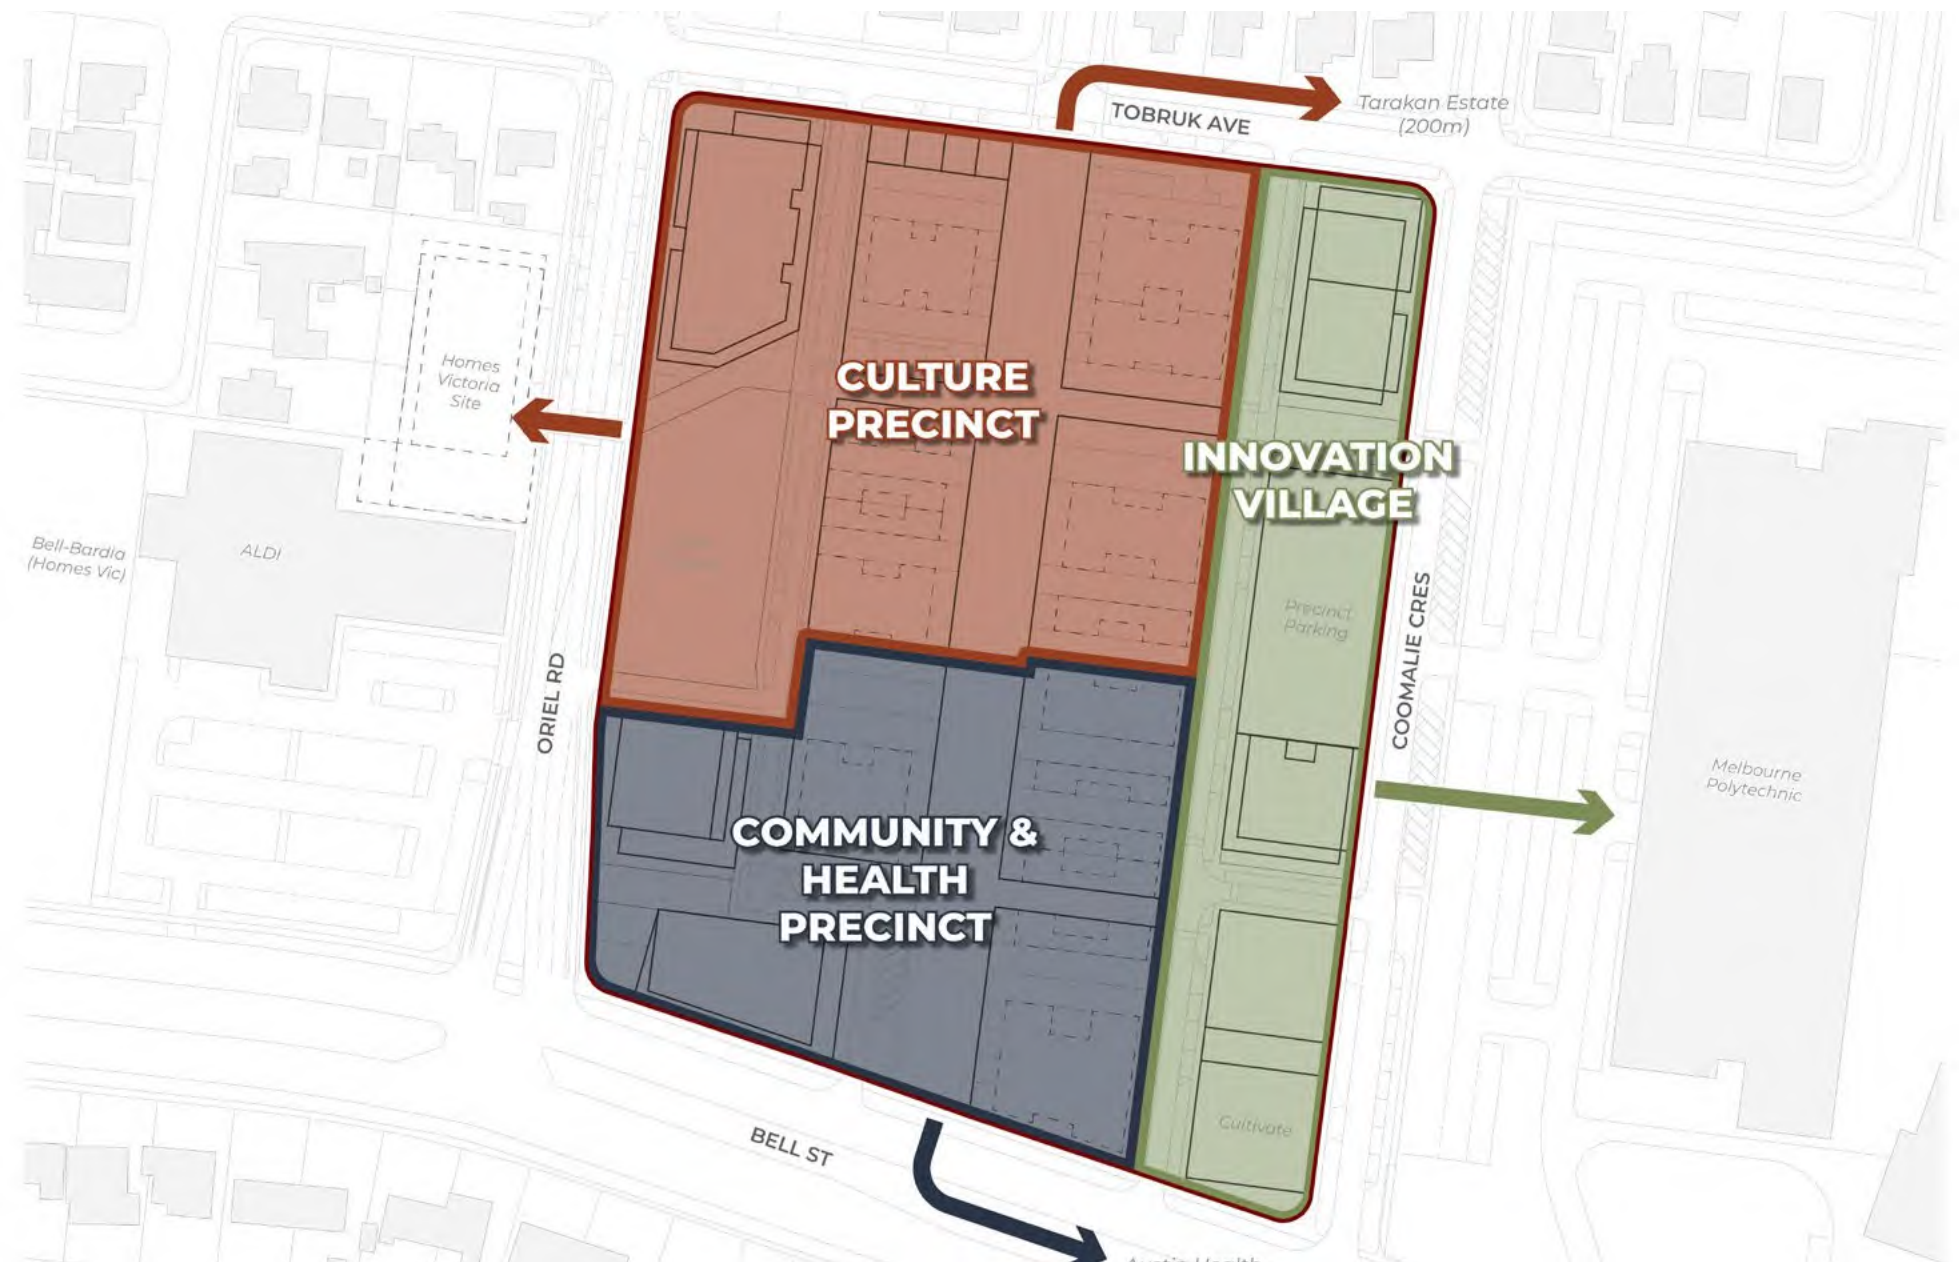 TOBRUK AVE
Tarakan Estate
(200m)
Homes
Victoria
Site
CULTURE
PRECINCT
INNOVATION
VILLAGE
Bell-Bardia
(Homes Vic)
ALDI
Precinct
Parking
ORIEL RD
COOMALIE CRES
Melbourne
Polytechnic
COMMUNITY &
HEALTH
PRECINCT
Cultivate
BELL ST